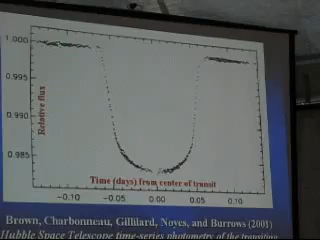 1.000
0.995
0.990
0.985
Relative flux
Time (days) from center of transit
−0.10 −0.05 0.00 0.05 0.10
Brown, Charbonneau, Gilliland, Noyes, and Burrows (2001)
Hubble Space Telescope time-series photometry of the transiting